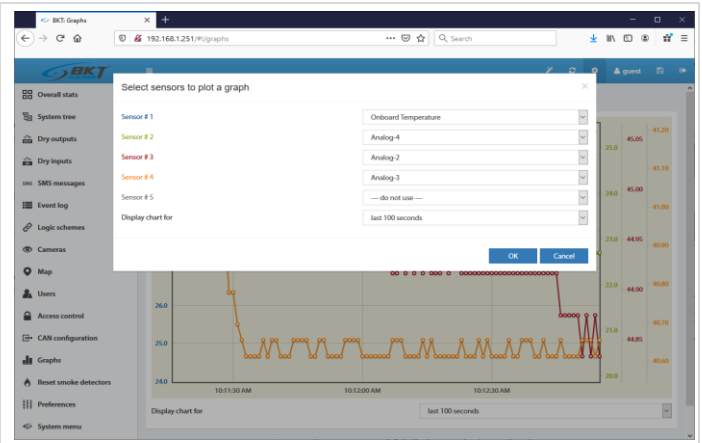 BKT: Graphs
192.168.1.251/#!/graphs
Search
BKT
guest
Overall stats
System tree
Dry outputs
Dry inputs
SMS SMS messages
Event log
Logic schemes
Cameras
Map
Users
Access control
CAN configuration
Graphs
Reset smoke detectors
Preferences
System menu
Select sensors to plot a graph
Sensor # 1 Onboard Temperature
Sensor # 2 Analog-4
Sensor # 3 Analog-2
Sensor # 4 Analog-3
Sensor # 5 — do not use —
Display chart for last 100 seconds
OK Cancel
26.0
25.0
24.0
10:11:30 AM 10:12:00 AM 10:12:30 AM
25.0
24.0
23.0
22.0
21.0
20.0
45.05
45.00
44.95
44.90
44.85
41.20
41.10
41.00
40.90
40.80
40.70
40.60
Display chart for last 100 seconds